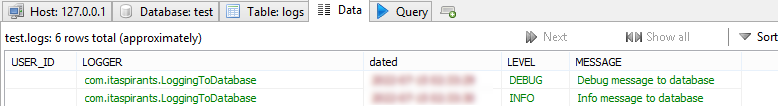 Host: 127.0.0.1 Database: test Table: logs Data Query
test.logs: 6 rows total (approximately) Next Show all Sort
USER_ID LOGGER dated LEVEL MESSAGE
com.itaspirants.LoggingToDatabase DEBUG Debug message to database
com.itaspirants.LoggingToDatabase INFO Info message to database